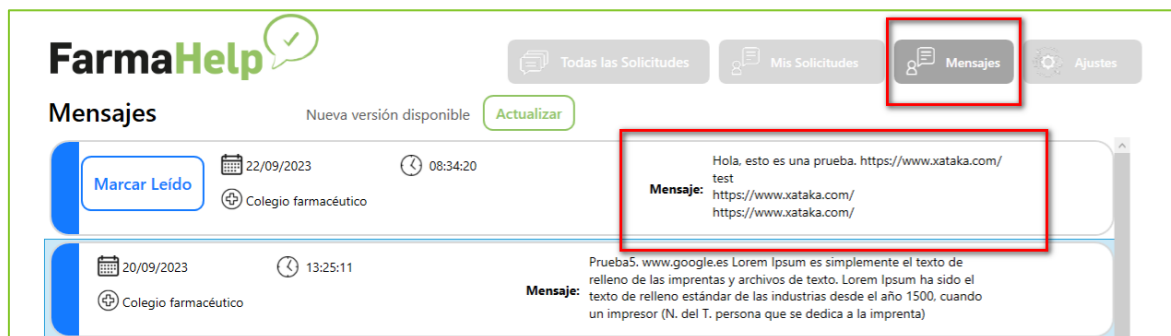 FarmaHelp
Todas las Solicitudes
Mis Solicitudes
Mensajes
Ajustes
Mensajes
Nueva versión disponible
Actualizar
Marcar Leído
22/09/2023
08:34:20
Colegio farmacéutico
Mensaje:
Hola, esto es una prueba. https://www.xataka.com/
test
https://www.xataka.com/
https://www.xataka.com/
20/09/2023
13:25:11
Colegio farmacéutico
Mensaje:
Prueba5. www.google.es Lorem Ipsum es simplemente el texto de
relleno de las imprentas y archivos de texto. Lorem Ipsum ha sido el
texto de relleno estándar de las industrias desde el año 1500, cuando
un impresor (N. del T. persona que se dedica a la imprenta)